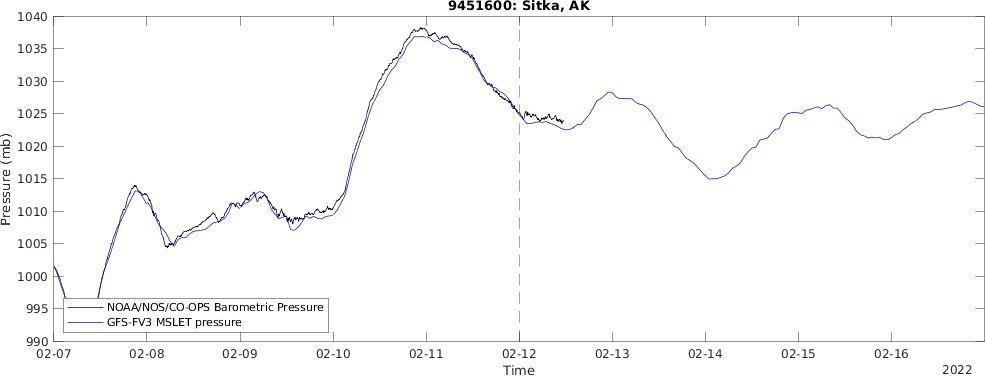 9451600: Sitka, AK
1040
1035
1030
1025
1020
1015
1010
1005
1000
995
990
Pressure (mb)
NOAA/NOS/CO-OPS Barometric Pressure
GFS-FV3 MSLET pressure
02-07 02-08 02-09 02-10 02-11 02-12 02-13 02-14 02-15 02-16
Time
2022